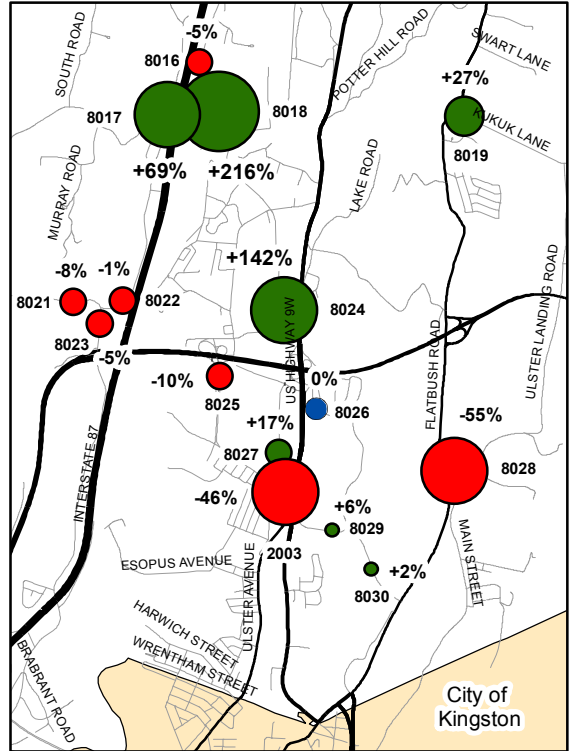 -5%
8016
SOUTH ROAD
POTTER HILL ROAD
SWART LANE
+27%
8017
8018
KUKUK LANE
8019
+69%
+216%
MURRAY ROAD
LAKE ROAD
+142%
-8%
-1%
8021
8022
8024
8023
US HIGHWAY 9W
ULSTER LANDING ROAD
-5%
FLATBUSH ROAD
-10%
8025
0%
8026
-55%
+17%
8027
8028
-46%
INTERSTATE 87
+6%
8029
2003
ESOPUS AVENUE
ULSTER AVENUE
+2%
8030
MAIN STREET
HARWICH STREET
WRENTHAM STREET
BRABRANT ROAD
City of
Kingston